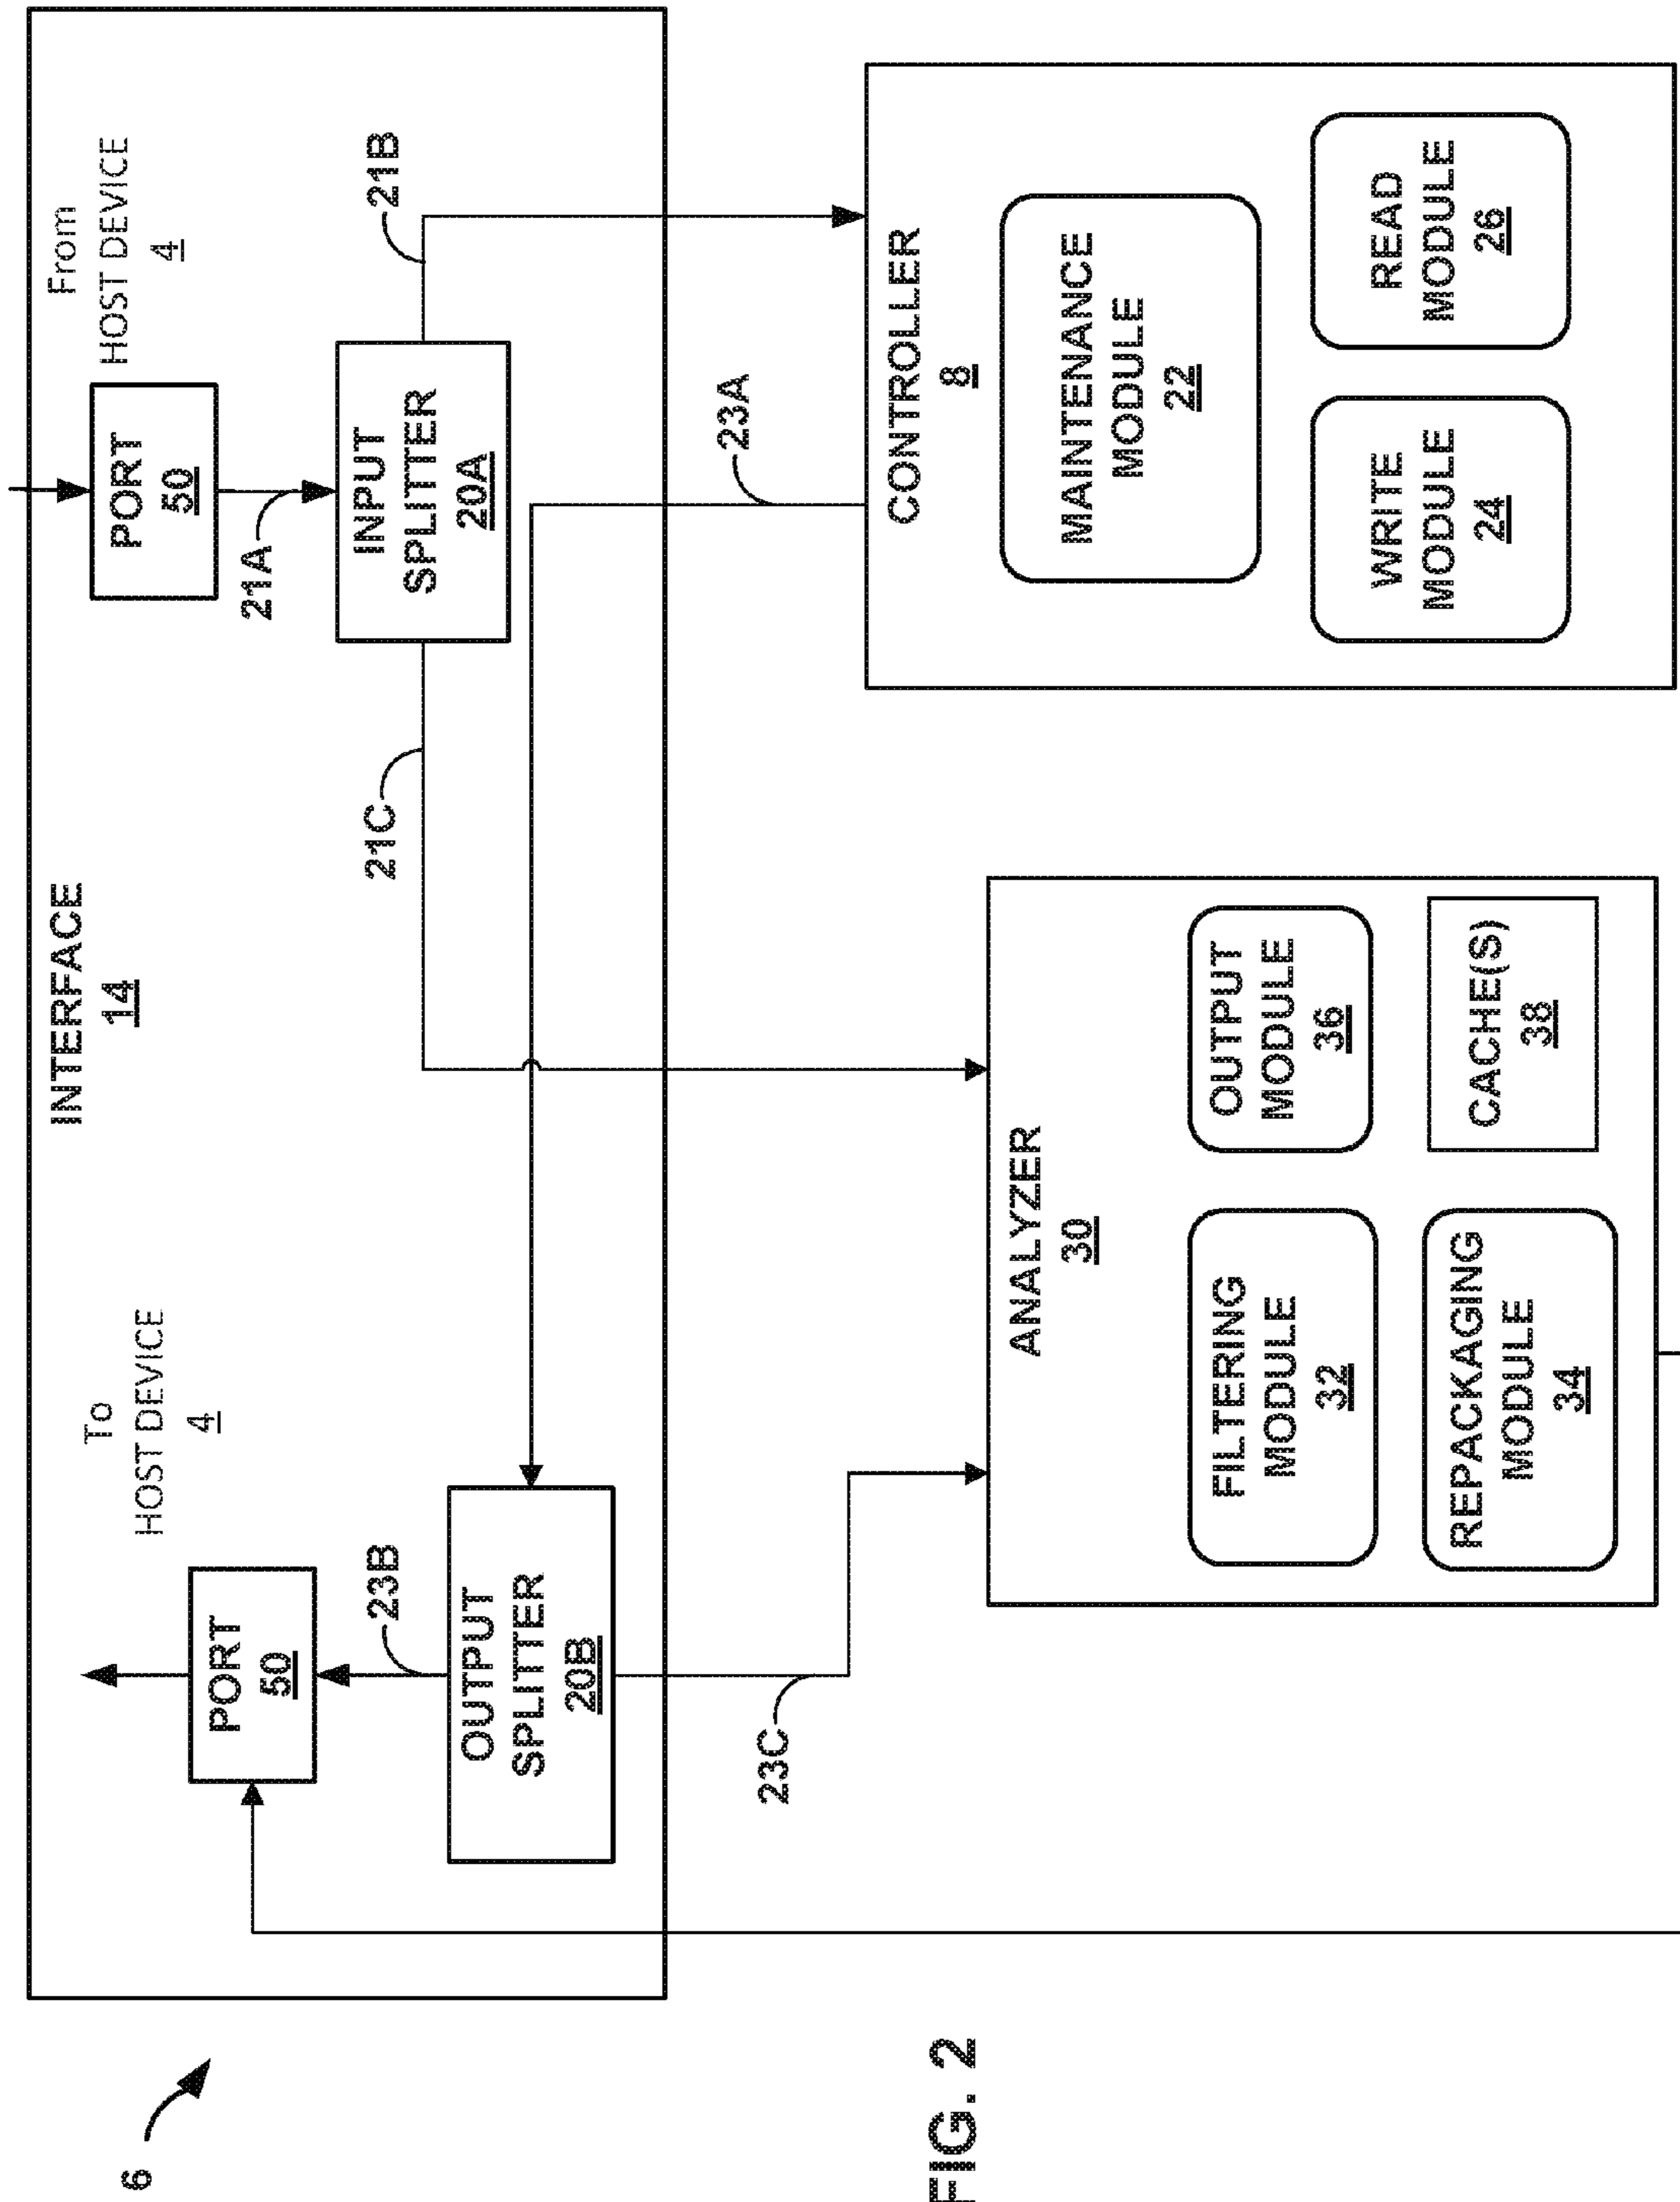 6
INTERFACE
14
To
HOST DEVICE
4
From
HOST DEVICE
4
PORT
50
23B
OUTPUT
SPLITTER
20B
PORT
50
21A
INPUT
SPLITTER
20A
21C
21B
23C
23A
ANALYZER
30
FILTERING
MODULE
32
OUTPUT
MODULE
36
REPACKAGING
MODULE
34
CACHE(S)
38
CONTROLLER
8
MAINTENANCE
MODULE
22
WRITE
MODULE
24
READ
MODULE
26
FIG. 2